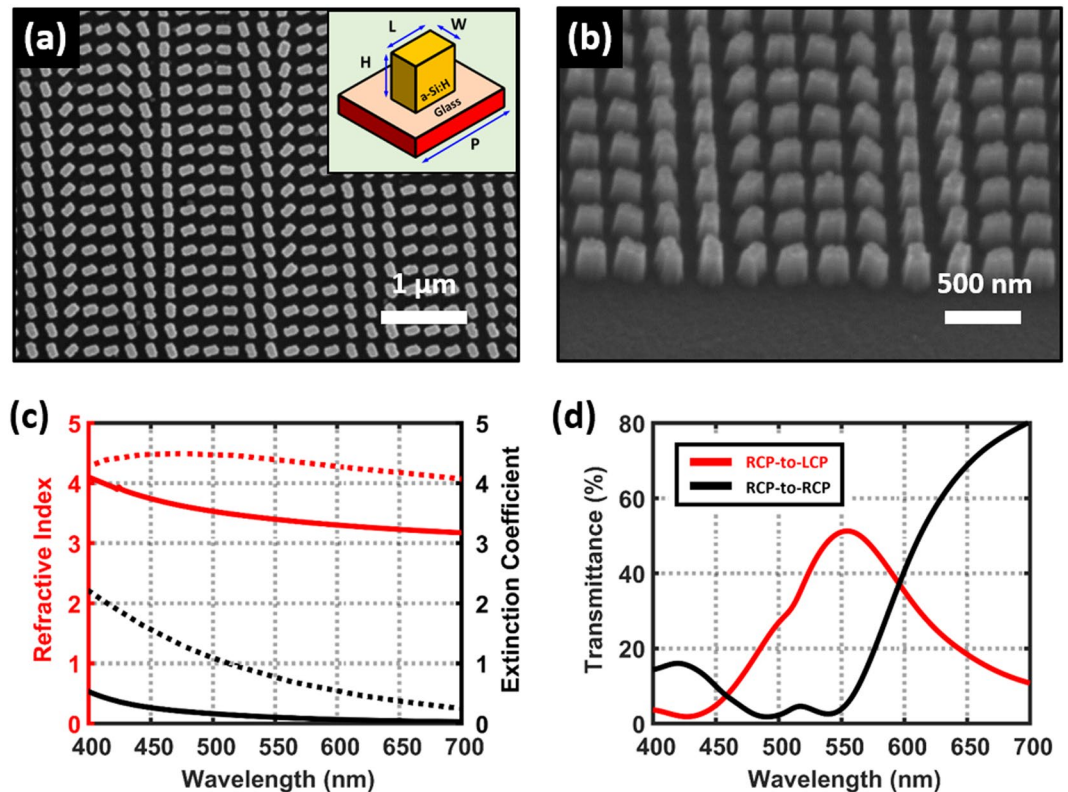 (a)
L
W
H
a-Si:H
Glass
P
1 µm
(b)
500 nm
(c)
5
4
3
2
1
0
Refractive Index
5
4
3
2
1
0
Extinction Coefficient
400 450 500 550 600 650 700
Wavelength (nm)
(d)
80
60
40
20
0
Transmittance (%)
RCP-to-LCP
RCP-to-RCP
400 450 500 550 600 650 700
Wavelength (nm)